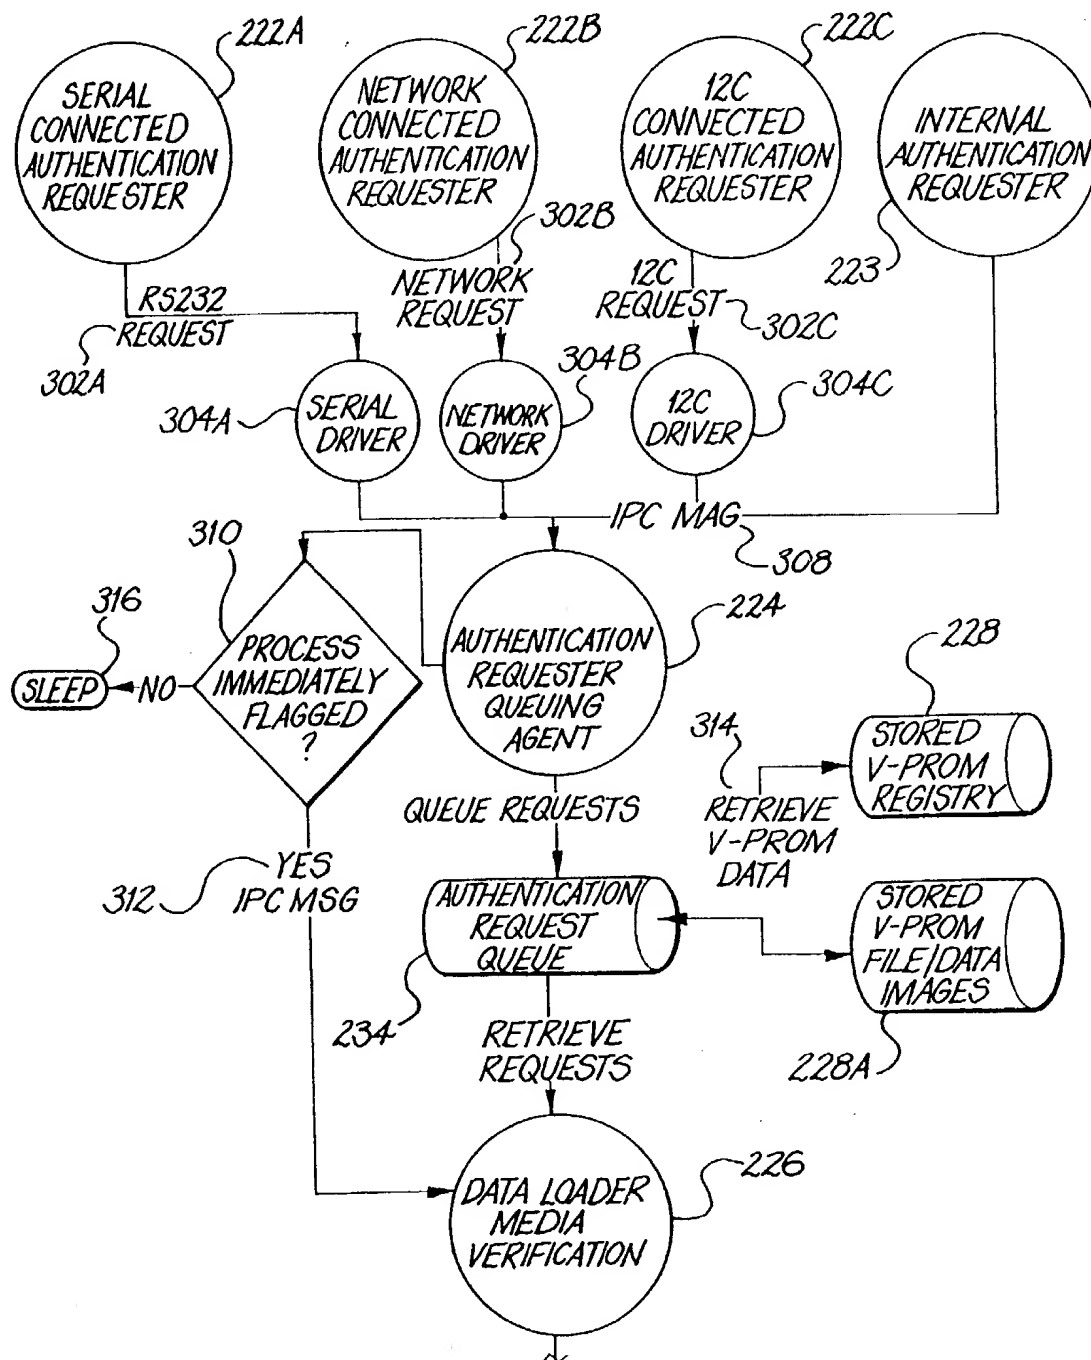 222A
222B
222C
SERIAL
CONNECTED
AUTHENTICATION
REQUESTER
NETWORK
CONNECTED
AUTHENTICATION
REQUESTER
12C
CONNECTED
AUTHENTICATION
REQUESTER
INTERNAL
AUTHENTICATION
REQUESTER
223
RS232
REQUEST
302A
NETWORK
REQUEST
302B
12C
REQUEST
302C
304A
SERIAL
DRIVER
NETWORK
DRIVER
304B
12C
DRIVER
304C
IPC MAG
308
310
316
SLEEP
NO
PROCESS
IMMEDIATELY
FLAGGED
?
AUTHENTICATION
REQUESTER
QUEUING
AGENT
224
228
STORED
V-PROM
REGISTRY
314
RETRIEVE
V-PROM
DATA
QUEUE REQUESTS
312
YES
IPC MSG
AUTHENTICATION
REQUEST
QUEUE
234
STORED
V-PROM
FILE/DATA
IMAGES
228A
RETRIEVE
REQUESTS
DATA LOADER
MEDIA
VERIFICATION
226